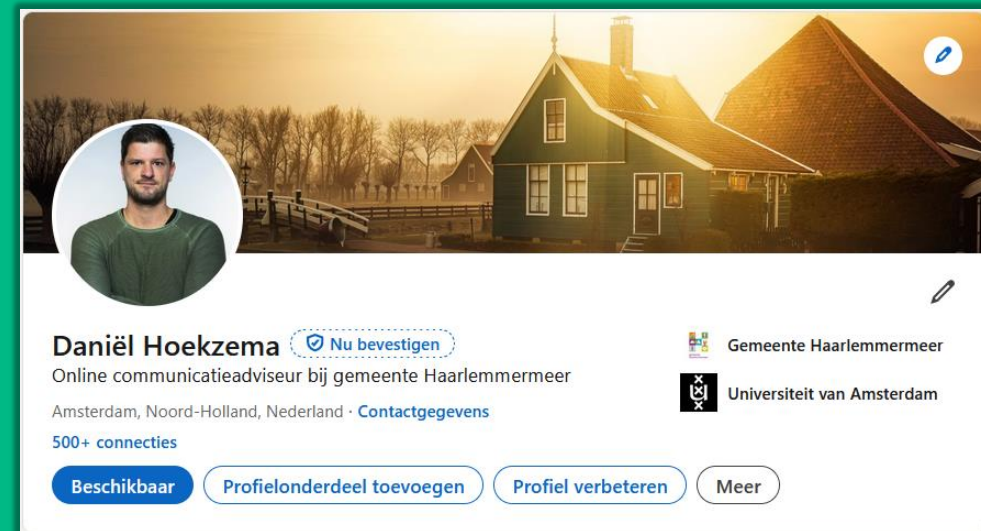 Daniël Hoekzema
Nu bevestigen
Online communicatieadviseur bij gemeente Haarlemmermeer
Amsterdam, Noord-Holland, Nederland · Contactgegevens
500+ connecties
Beschikbaar
Profielonderdeel toevoegen
Profiel verbeteren
Meer
Gemeente Haarlemmermeer
Universiteit van Amsterdam